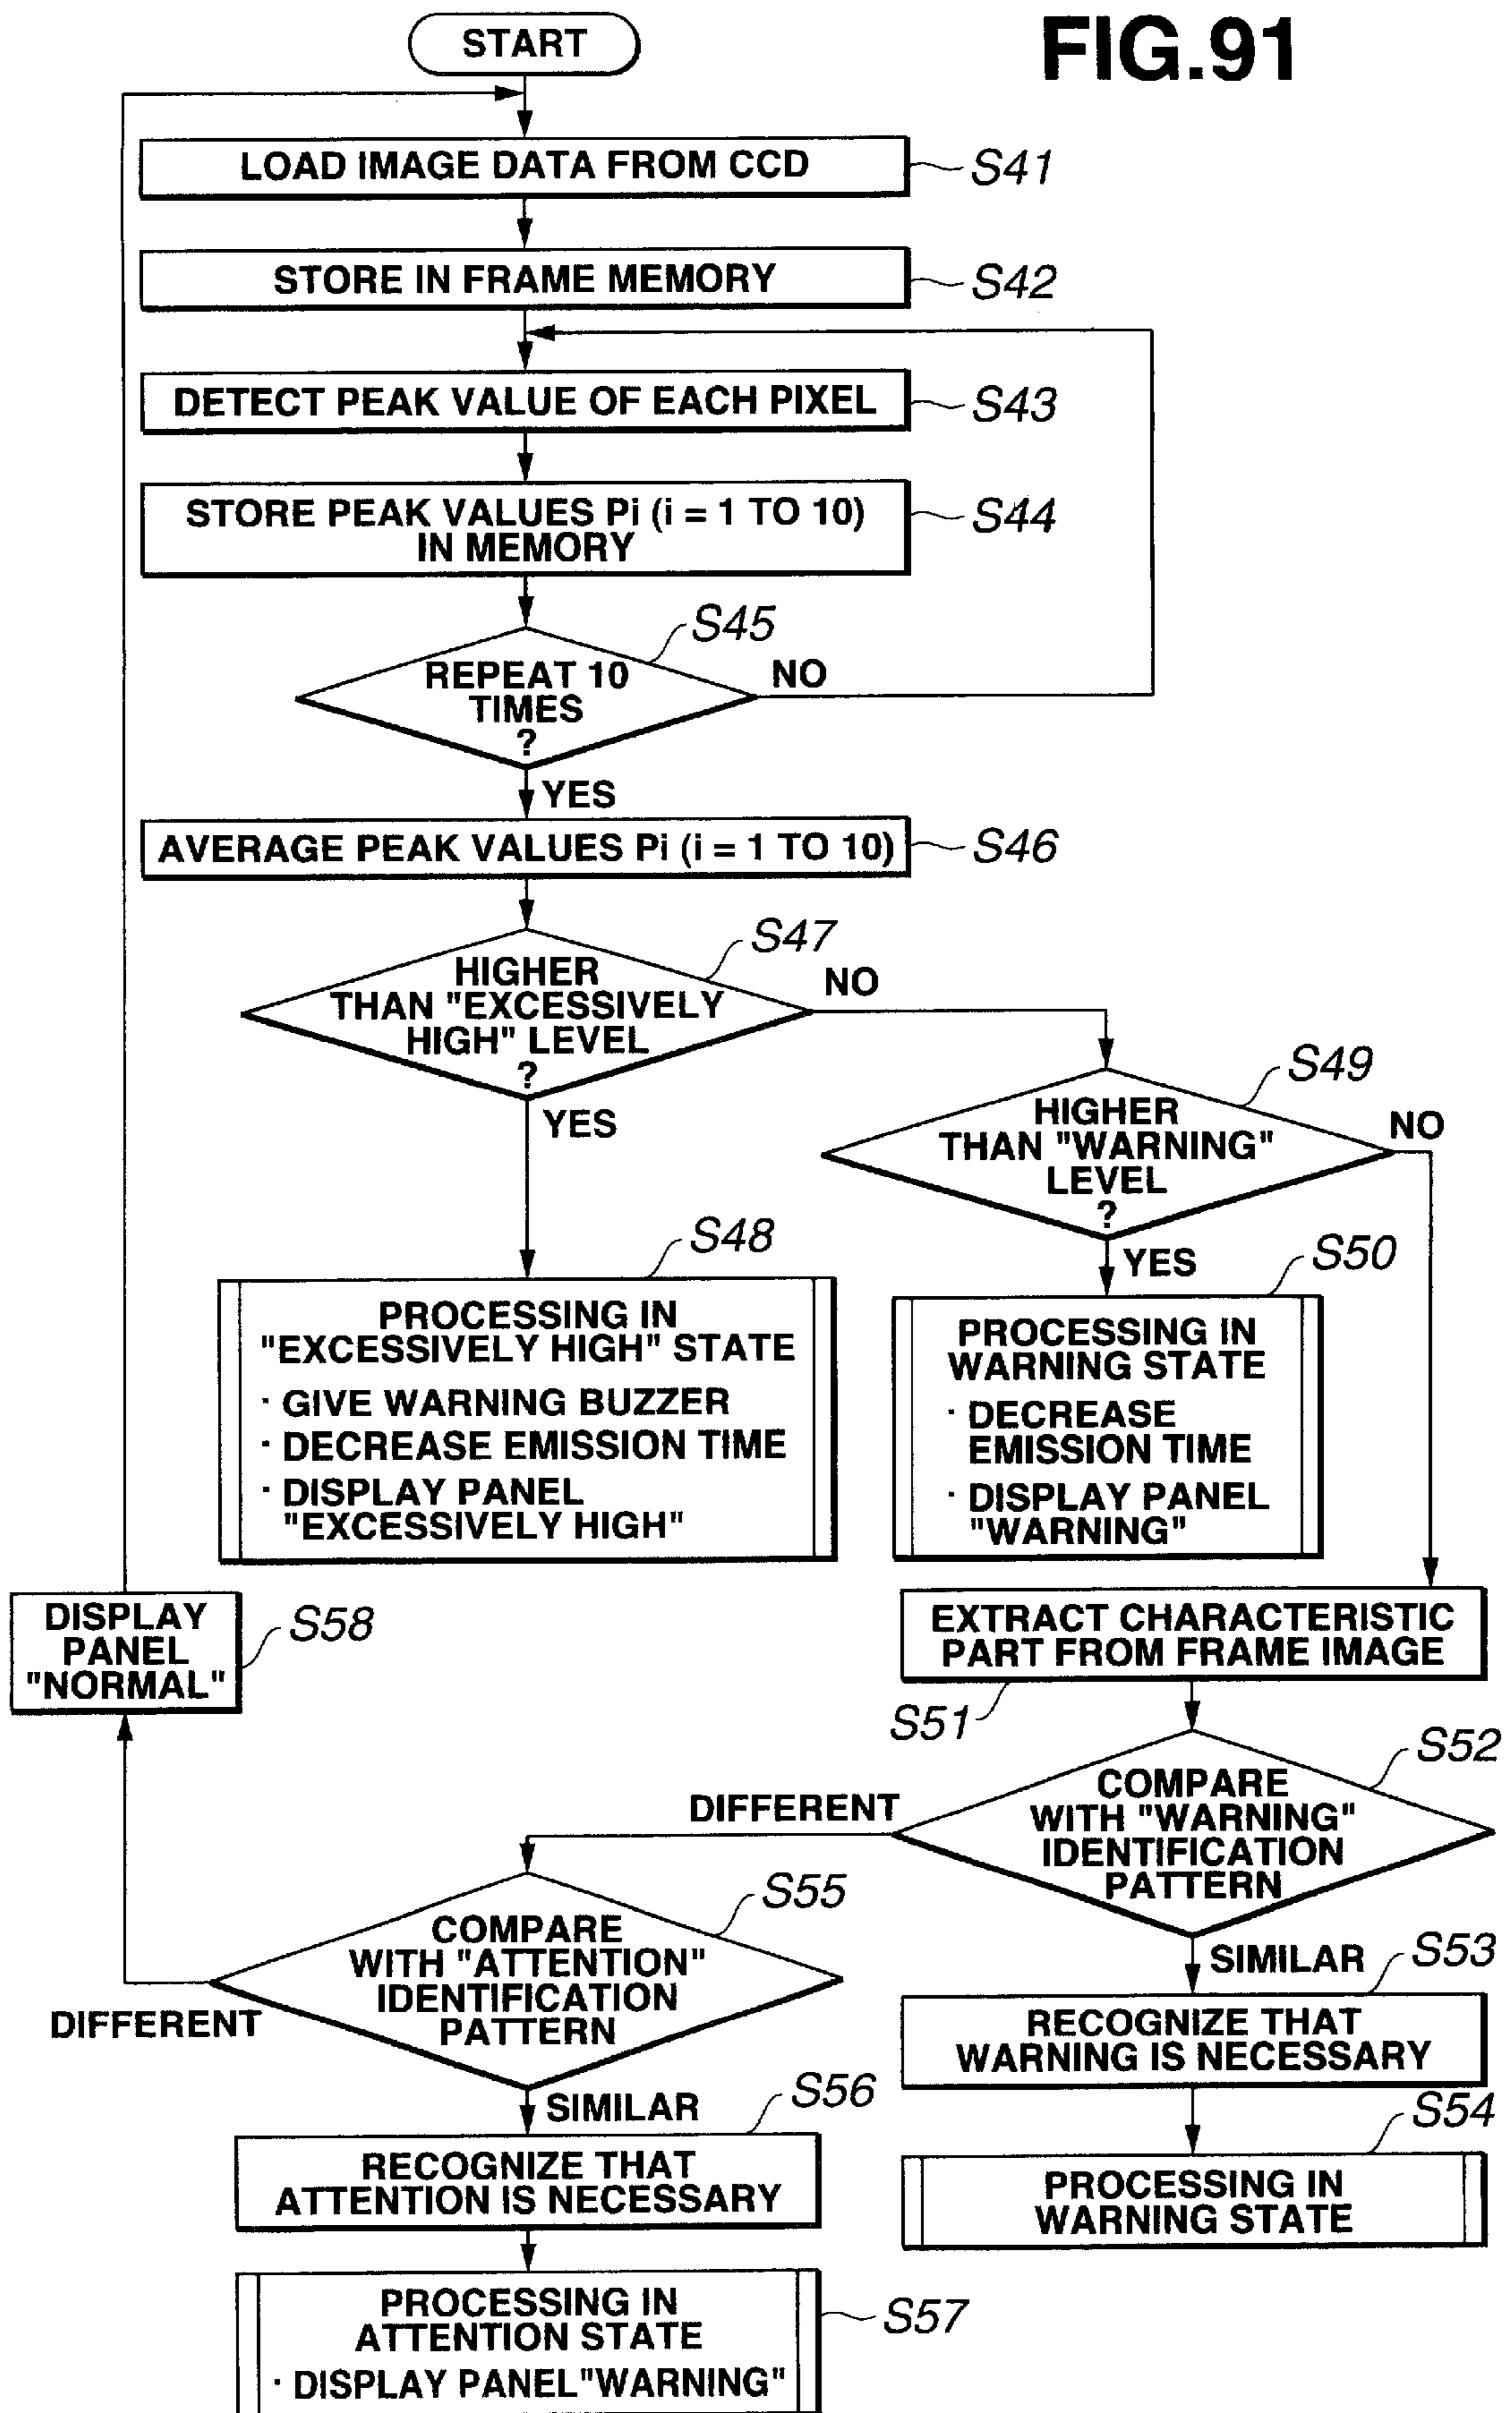 FIG.91
START
LOAD IMAGE DATA FROM CCD
S41
STORE IN FRAME MEMORY
S42
DETECT PEAK VALUE OF EACH PIXEL
S43
STORE PEAK VALUES Pi (i = 1 TO 10)
IN MEMORY
S44
S45
REPEAT 10
TIMES
?
NO
YES
AVERAGE PEAK VALUES Pi (i = 1 TO 10)
S46
S47
HIGHER
THAN "EXCESSIVELY
HIGH" LEVEL
?
NO
YES
S49
HIGHER
THAN "WARNING"
LEVEL
?
NO
YES
S48
PROCESSING IN
"EXCESSIVELY HIGH" STATE
· GIVE WARNING BUZZER
· DECREASE EMISSION TIME
· DISPLAY PANEL
"EXCESSIVELY HIGH"
S50
PROCESSING IN
WARNING STATE
· DECREASE
EMISSION TIME
· DISPLAY PANEL
"WARNING"
DISPLAY
PANEL
"NORMAL"
S58
EXTRACT CHARACTERISTIC
PART FROM FRAME IMAGE
S51
S52
COMPARE
WITH "WARNING"
IDENTIFICATION
PATTERN
DIFFERENT
SIMILAR
S55
COMPARE
WITH "ATTENTION"
IDENTIFICATION
PATTERN
DIFFERENT
SIMILAR
S53
RECOGNIZE THAT
WARNING IS NECESSARY
S54
PROCESSING IN
WARNING STATE
S56
RECOGNIZE THAT
ATTENTION IS NECESSARY
PROCESSING IN
ATTENTION STATE
· DISPLAY PANEL"WARNING"
S57